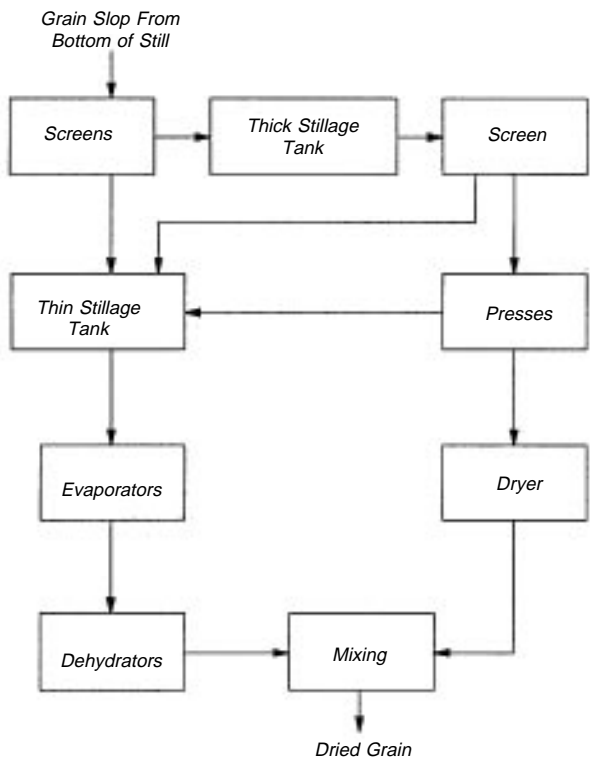 Grain Slop From
Bottom of Still
Screens
Thick Stillage
Tank
Screen
Thin Stillage
Tank
Presses
Evaporators
Dryer
Dehydrators
Mixing
Dried Grain